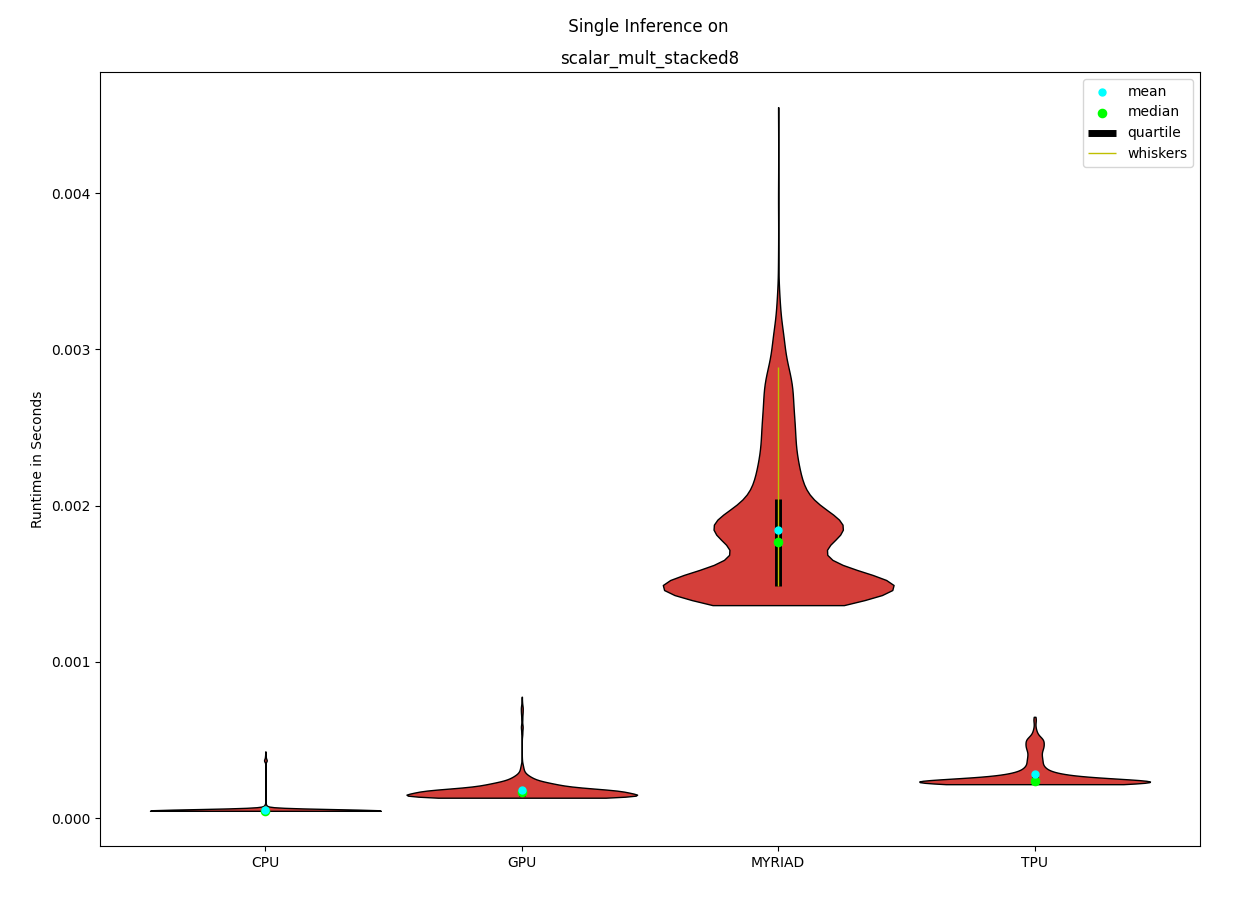 Single Inference on
scalar_mult_stacked8
mean
median
quartile
whiskers
0.004
0.003
0.002
0.001
0.000
Runtime in Seconds
CPU
GPU
MYRIAD
TPU